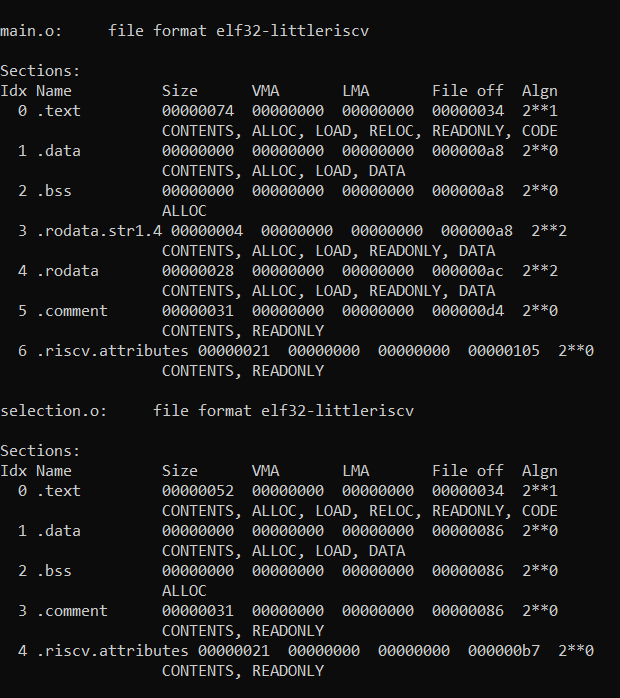 main.o:     file format elf32-littleriscv

Sections:
Idx Name          Size      VMA       LMA       File off  Algn
  0 .text         00000074  00000000  00000000  00000034  2**1
                  CONTENTS, ALLOC, LOAD, RELOC, READONLY, CODE
  1 .data         00000000  00000000  00000000  000000a8  2**0
                  CONTENTS, ALLOC, LOAD, DATA
  2 .bss          00000000  00000000  00000000  000000a8  2**0
                  ALLOC
  3 .rodata.str1.4 00000004  00000000  00000000  000000a8  2**2
                  CONTENTS, ALLOC, LOAD, READONLY, DATA
  4 .rodata       00000028  00000000  00000000  000000ac  2**2
                  CONTENTS, ALLOC, LOAD, READONLY, DATA
  5 .comment      00000031  00000000  00000000  000000d4  2**0
                  CONTENTS, READONLY
  6 .riscv.attributes 00000021  00000000  00000000  00000105  2**0
                  CONTENTS, READONLY

selection.o:     file format elf32-littleriscv

Sections:
Idx Name          Size      VMA       LMA       File off  Algn
  0 .text         00000052  00000000  00000000  00000034  2**1
                  CONTENTS, ALLOC, LOAD, RELOC, READONLY, CODE
  1 .data         00000000  00000000  00000000  00000086  2**0
                  CONTENTS, ALLOC, LOAD, DATA
  2 .bss          00000000  00000000  00000000  00000086  2**0
                  ALLOC
  3 .comment      00000031  00000000  00000000  00000086  2**0
                  CONTENTS, READONLY
  4 .riscv.attributes 00000021  00000000  00000000  000000b7  2**0
                  CONTENTS, READONLY